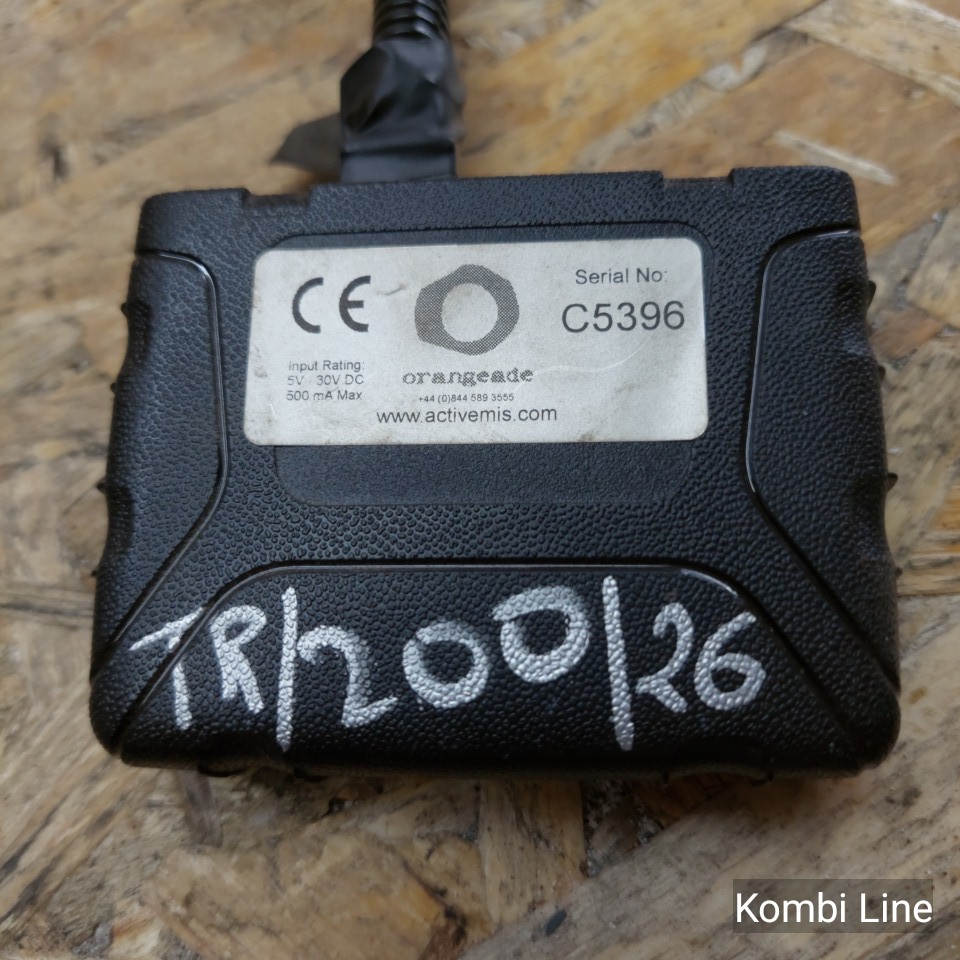 CE
Serial No:
C5396
Input Rating:
5V - 30V DC
500 mA Max
orangeade
+44 (0)844 589 3555
www.activemis.com
TR/200/26
Kombi Line